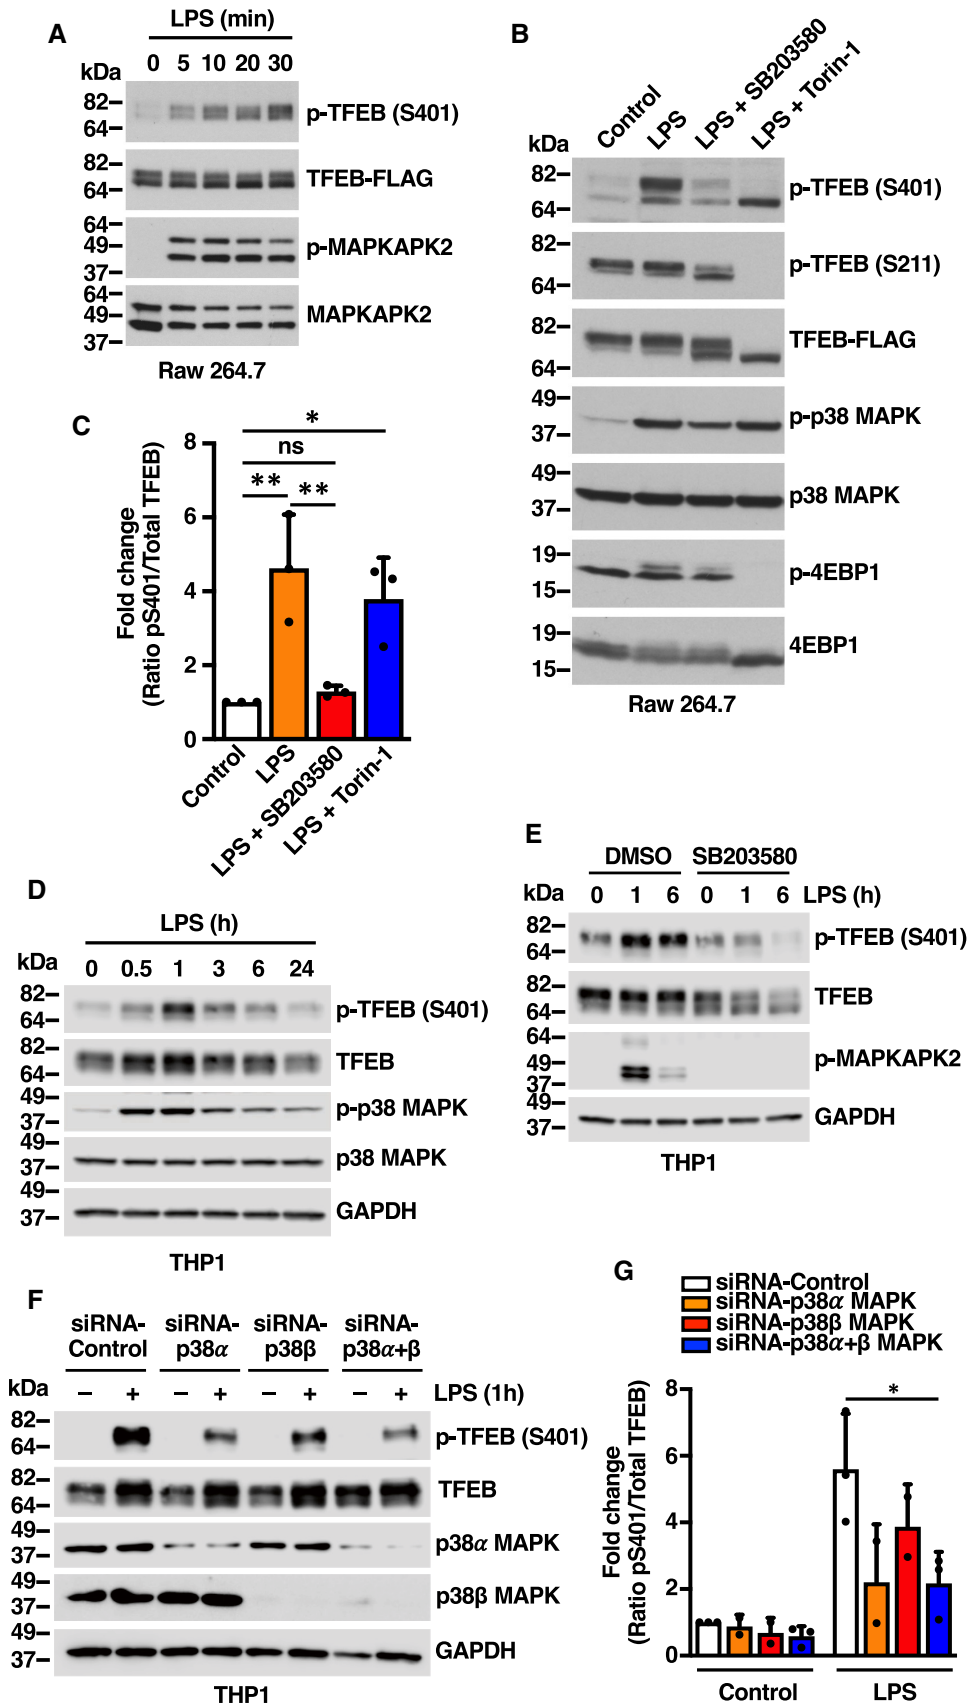 A
LPS (min)
kDa
0 5 10 20 30
82
64
p-TFEB (S401)
82
64
TFEB-FLAG
64
49
37
p-MAPKAPK2
64
49
37
MAPKAPK2
Raw 264.7
B
Control
LPS
LPS + SB203580
LPS + Torin-1
kDa
82
64
p-TFEB (S401)
82
64
p-TFEB (S211)
82
64
TFEB-FLAG
49
37
p-p38 MAPK
49
37
p38 MAPK
19
15
p-4EBP1
19
15
4EBP1
Raw 264.7
C
Fold change
(Ratio pS401/Total TFEB)
8
6
4
2
0
*
ns
**
**
Control
LPS
LPS + SB203580
LPS + Torin-1
D
LPS (h)
kDa
0 0.5 1 3 6 24
82
64
p-TFEB (S401)
82
64
TFEB
49
37
p-p38 MAPK
49
37
p38 MAPK
49
37
GAPDH
THP1
E
DMSO SB203580
kDa
0 1 6 0 1 6 LPS (h)
82
64
p-TFEB (S401)
82
64
TFEB
64
49
37
p-MAPKAPK2
49
37
GAPDH
THP1
F
siRNA-Control
siRNA-p38α
siRNA-p38β
siRNA-p38α+β
kDa
– + – + – + – + LPS (1h)
82
64
p-TFEB (S401)
82
64
TFEB
49
37
p38α MAPK
49
37
p38β MAPK
49
37
GAPDH
THP1
G
siRNA-Control
siRNA-p38α MAPK
siRNA-p38β MAPK
siRNA-p38α+β MAPK
Fold change
(Ratio pS401/Total TFEB)
8
6
4
2
0
*
Control
LPS